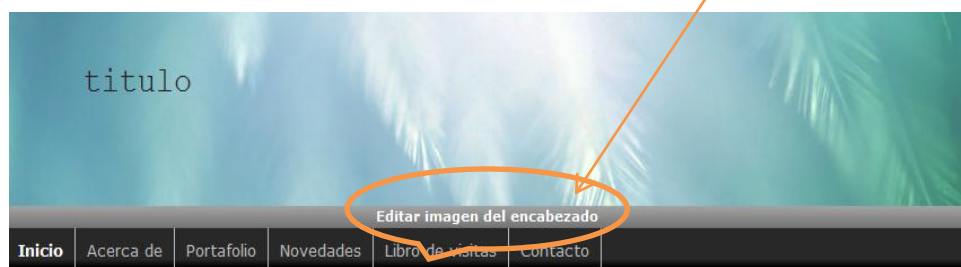 titulo
Editar imagen del encabezado
Inicio Acerca de Portafolio Novedades Libro de visitas Contacto